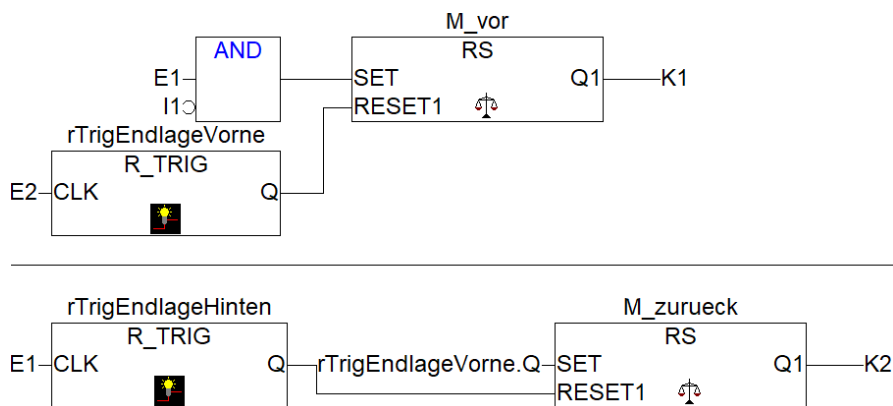 M_vor
AND
RS
E1
SET
Q1
K1
I1
RESET1
rTrigEndlageVorne
R_TRIG
E2
CLK
Q
rTrigEndlageHinten
M_zurueck
R_TRIG
RS
E1
CLK
Q
rTrigEndlageVorne.Q
SET
Q1
K2
RESET1